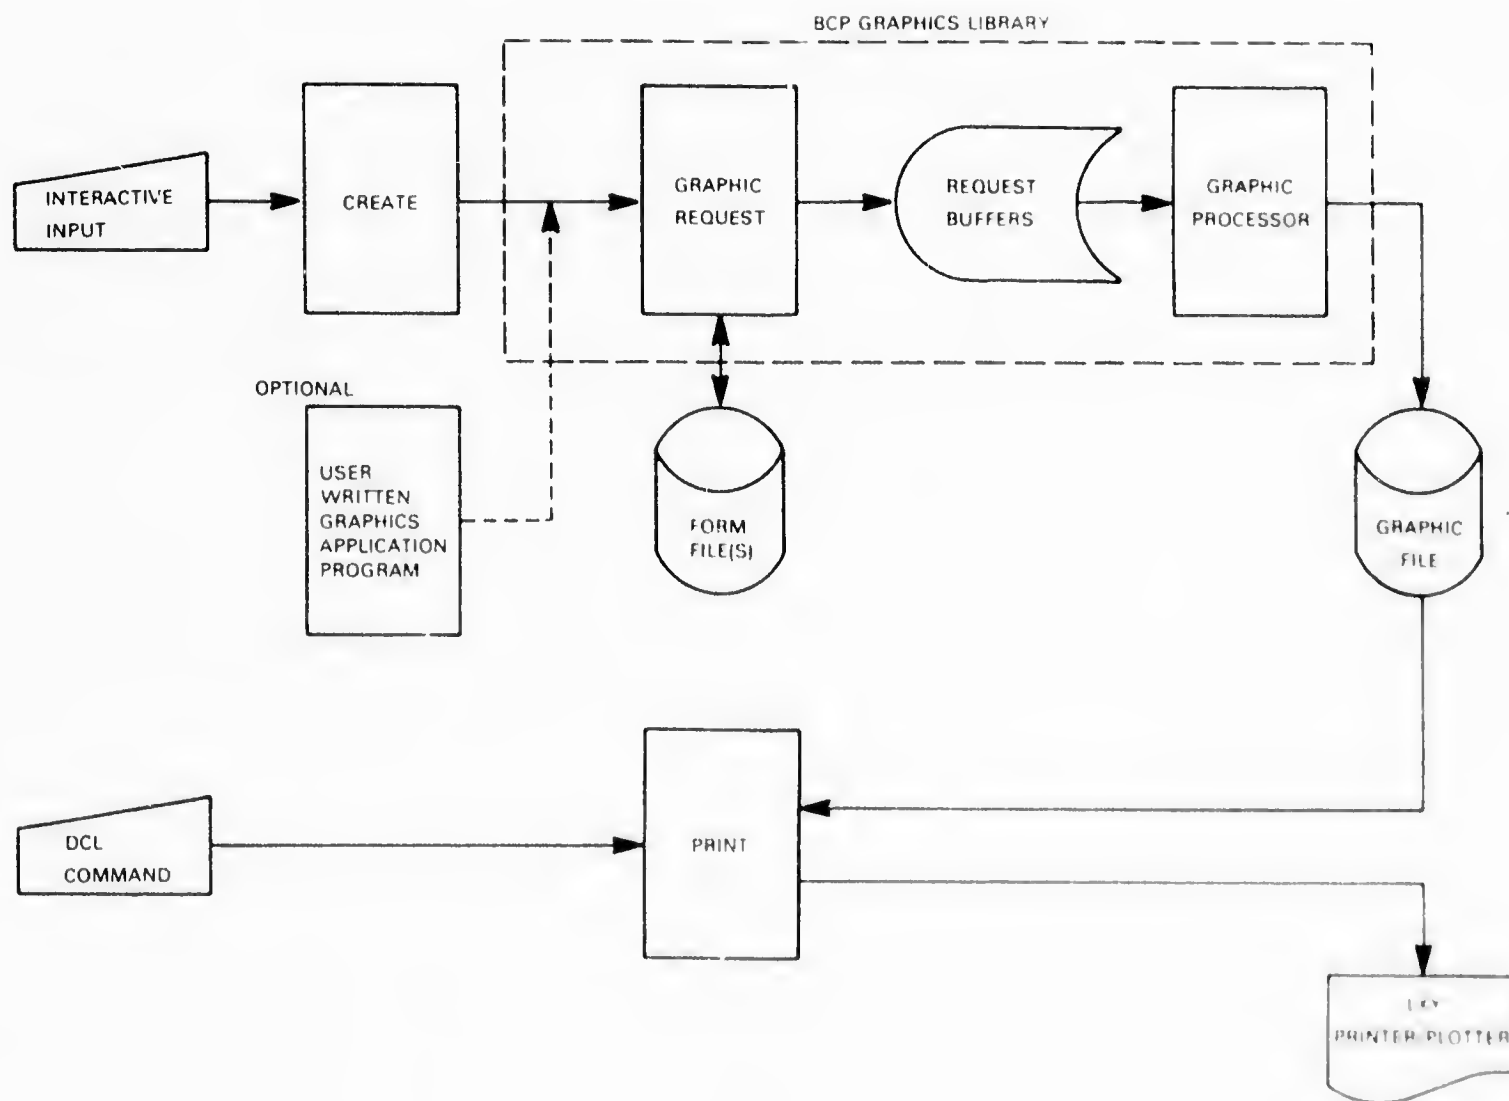 BCP GRAPHICS LIBRARY
INTERACTIVE
INPUT
CREATE
GRAPHIC
REQUEST
REQUEST
BUFFERS
GRAPHIC
PROCESSOR
OPTIONAL
USER
WRITTEN
GRAPHICS
APPLICATION
PROGRAM
FORM
FILE(S)
GRAPHIC
FILE
DCL
COMMAND
PRINT
PRINTER PLOTTER